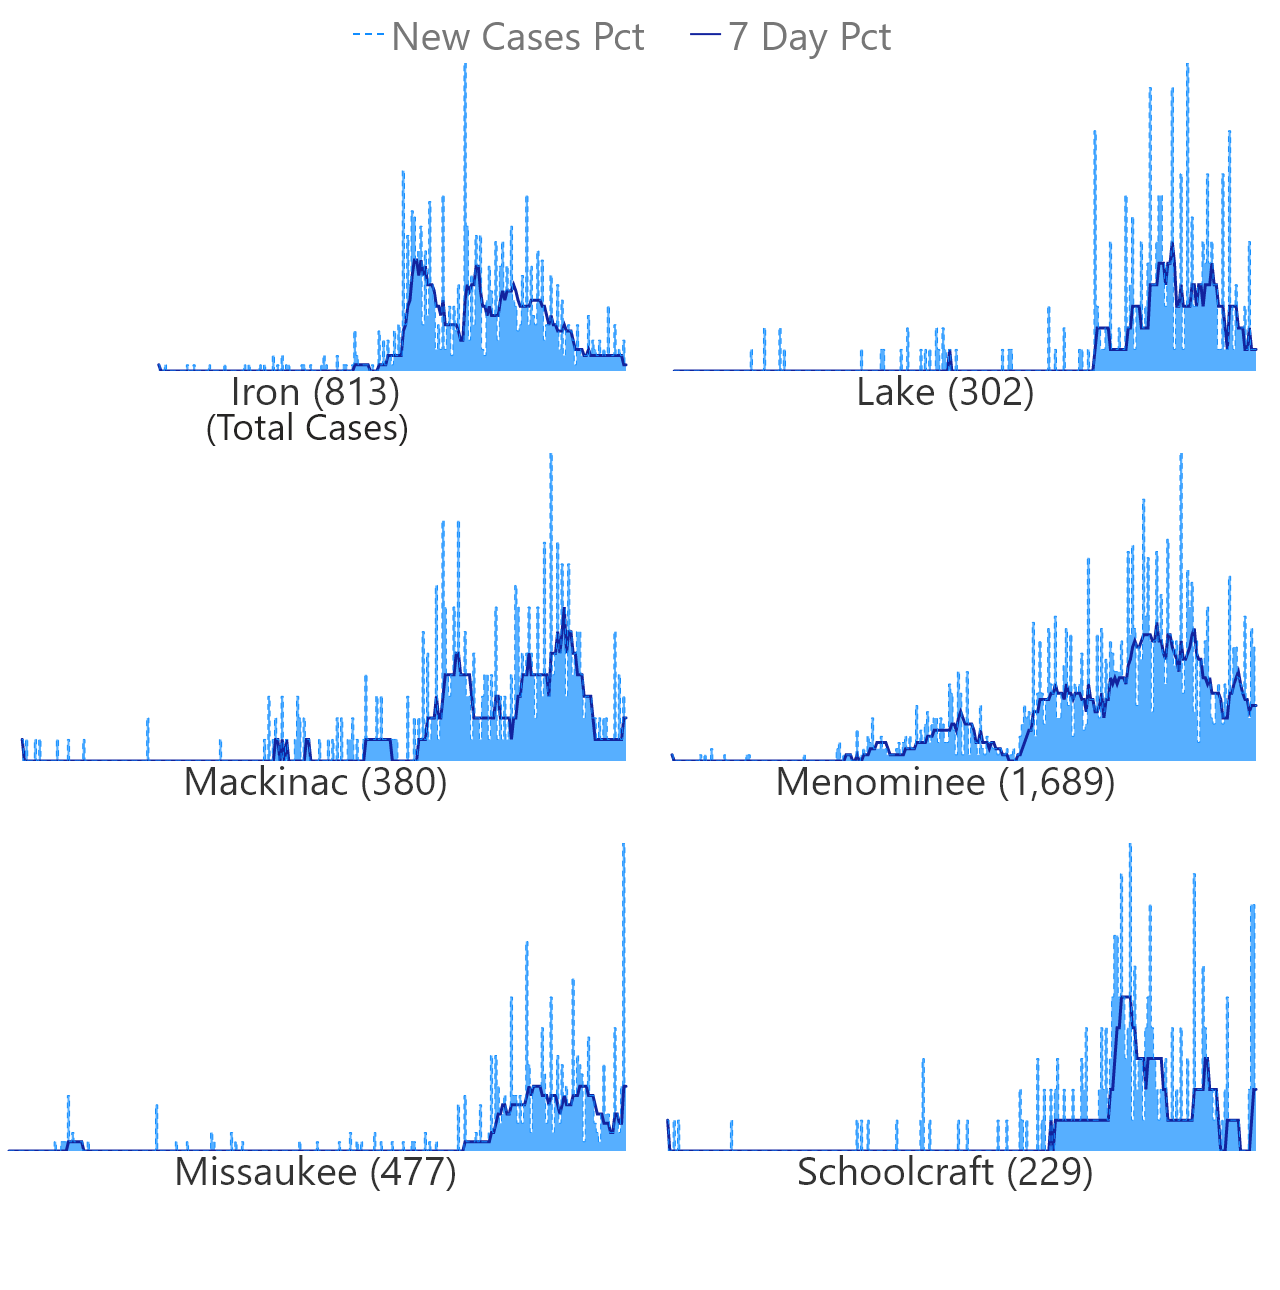 New Cases Pct 7 Day Pct
Iron (813) Lake (302)
(Total Cases)
Mackinac (380) Menominee (1,689)
Missaukee (477) Schoolcraft (229)